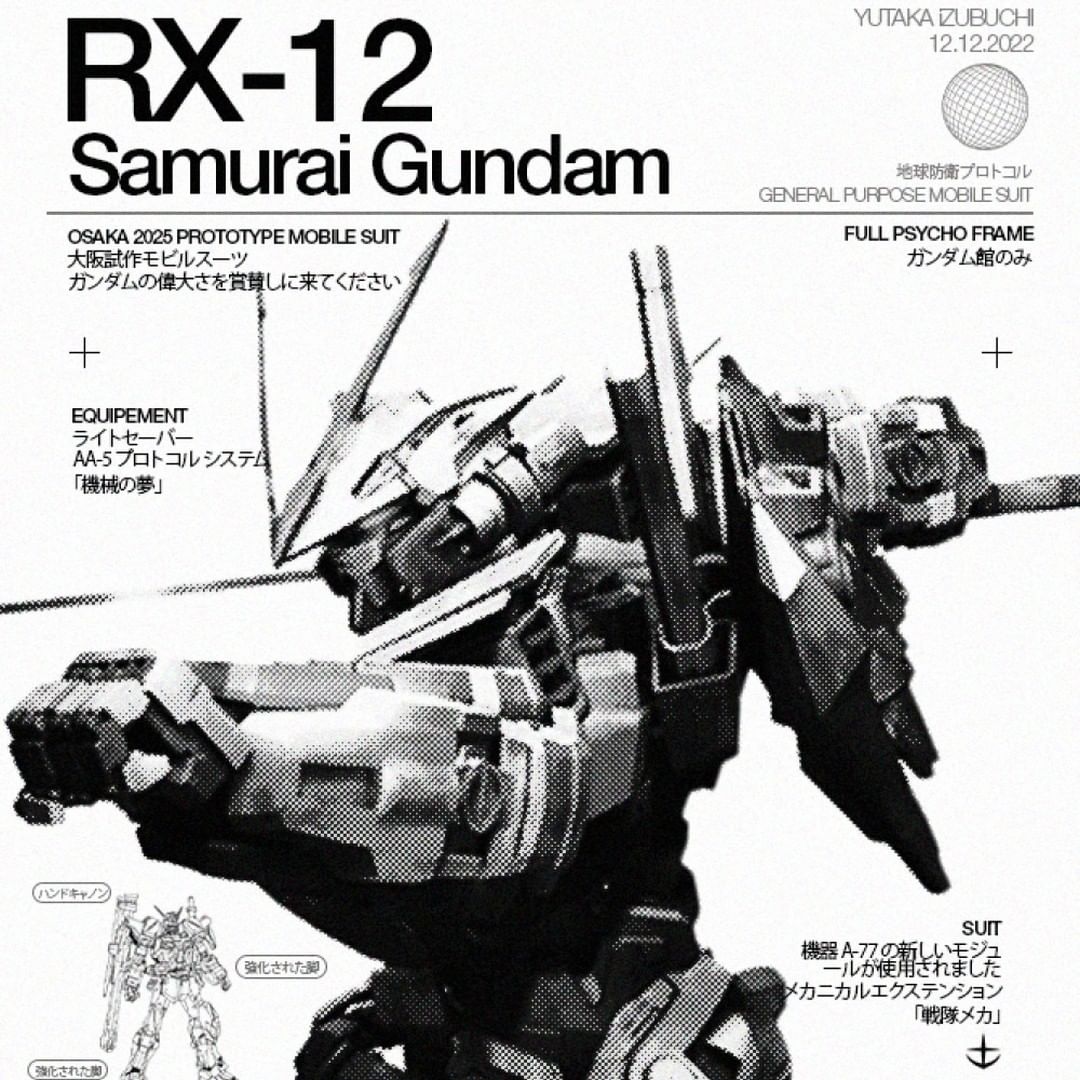 RX-12
Samurai Gundam
YUTAKA IZUBUCHI
12.12.2022
地球防衛プロトコル
GENERAL PURPOSE MOBILE SUIT
OSAKA 2025 PROTOTYPE MOBILE SUIT
大阪試作モビルスーツ
ガンダムの偉大さを賞賛しに来てください
FULL PSYCHO FRAME
ガンダム館のみ
EQUIPEMENT
ライトセーバー
AA-5 プロトコル システム
「機械の夢」
ハンドキャノン
強化された脚
強化された脚
SUIT
機器 A-77 の新しいモジュ
ールが使用されました
メカニカルエクステンション
「戦隊メカ」